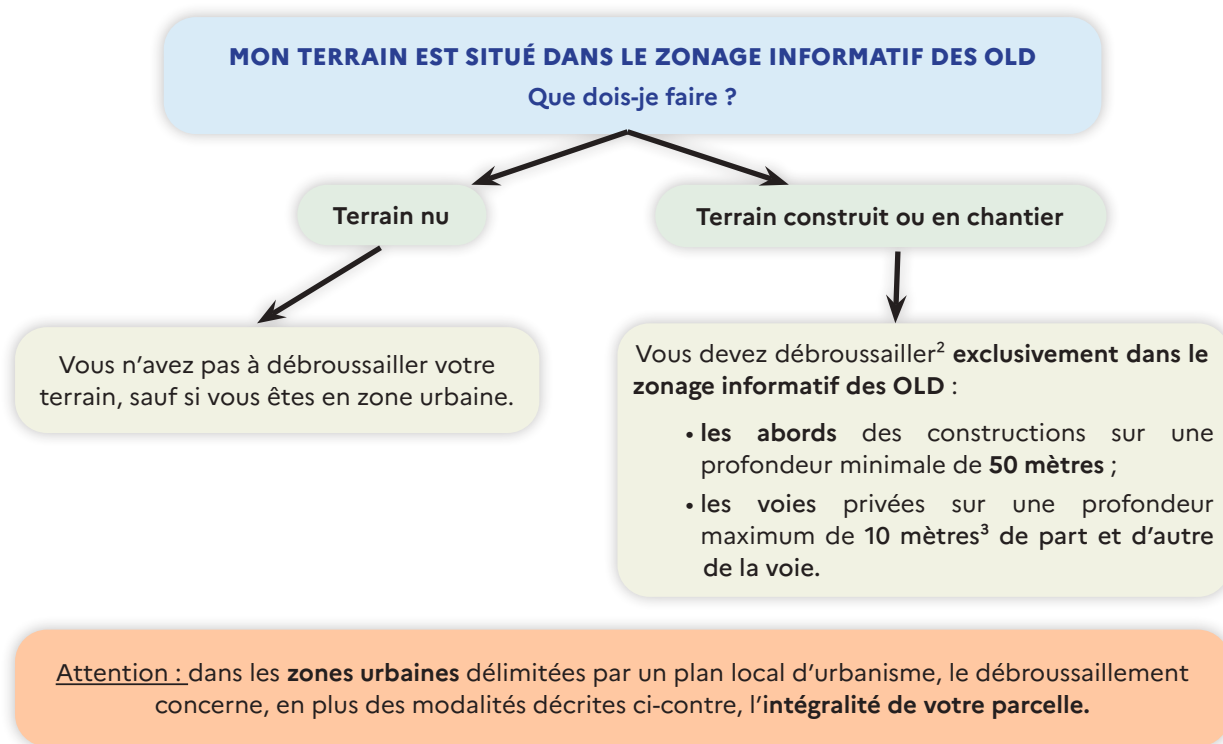 MON TERRAIN EST SITUÉ DANS LE ZONAGE INFORMATIF DES OLD
Que dois-je faire ?
Terrain nu
Terrain construit ou en chantier
Vous n'avez pas à débroussailler votre
terrain, sauf si vous êtes en zone urbaine.
Vous devez débroussailler² exclusivement dans le
zonage informatif des OLD :
• les abords des constructions sur une
profondeur minimale de 50 mètres ;
• les voies privées sur une profondeur
maximum de 10 mètres³ de part et d'autre
de la voie.
Attention : dans les zones urbaines délimitées par un plan local d'urbanisme, le débroussaillement
concerne, en plus des modalités décrites ci-contre, l'intégralité de votre parcelle.